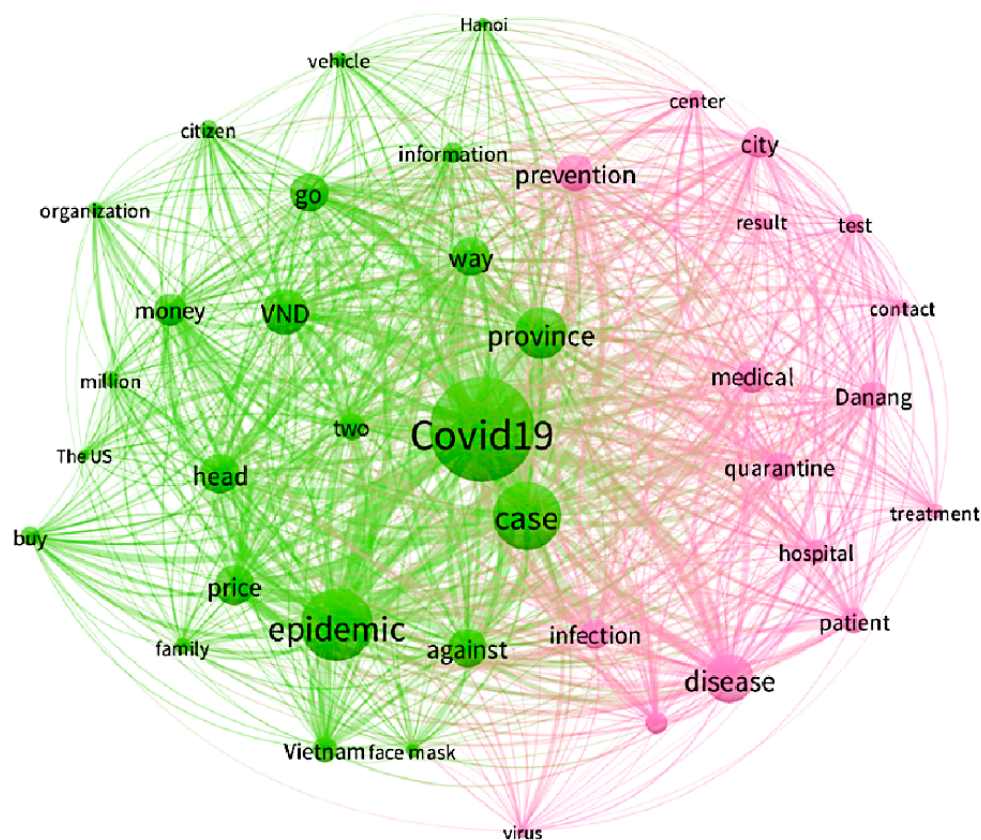 Hanoi
vehicle
center
citizen
city
information
prevention
go
organization
result
test
way
money
VND
contact
province
medical
million
Danang
two
Covid19
The US
head
quarantine
treatment
case
buy
hospital
price
patient
epidemic
infection
family
against
disease
Vietnam
face mask
virus